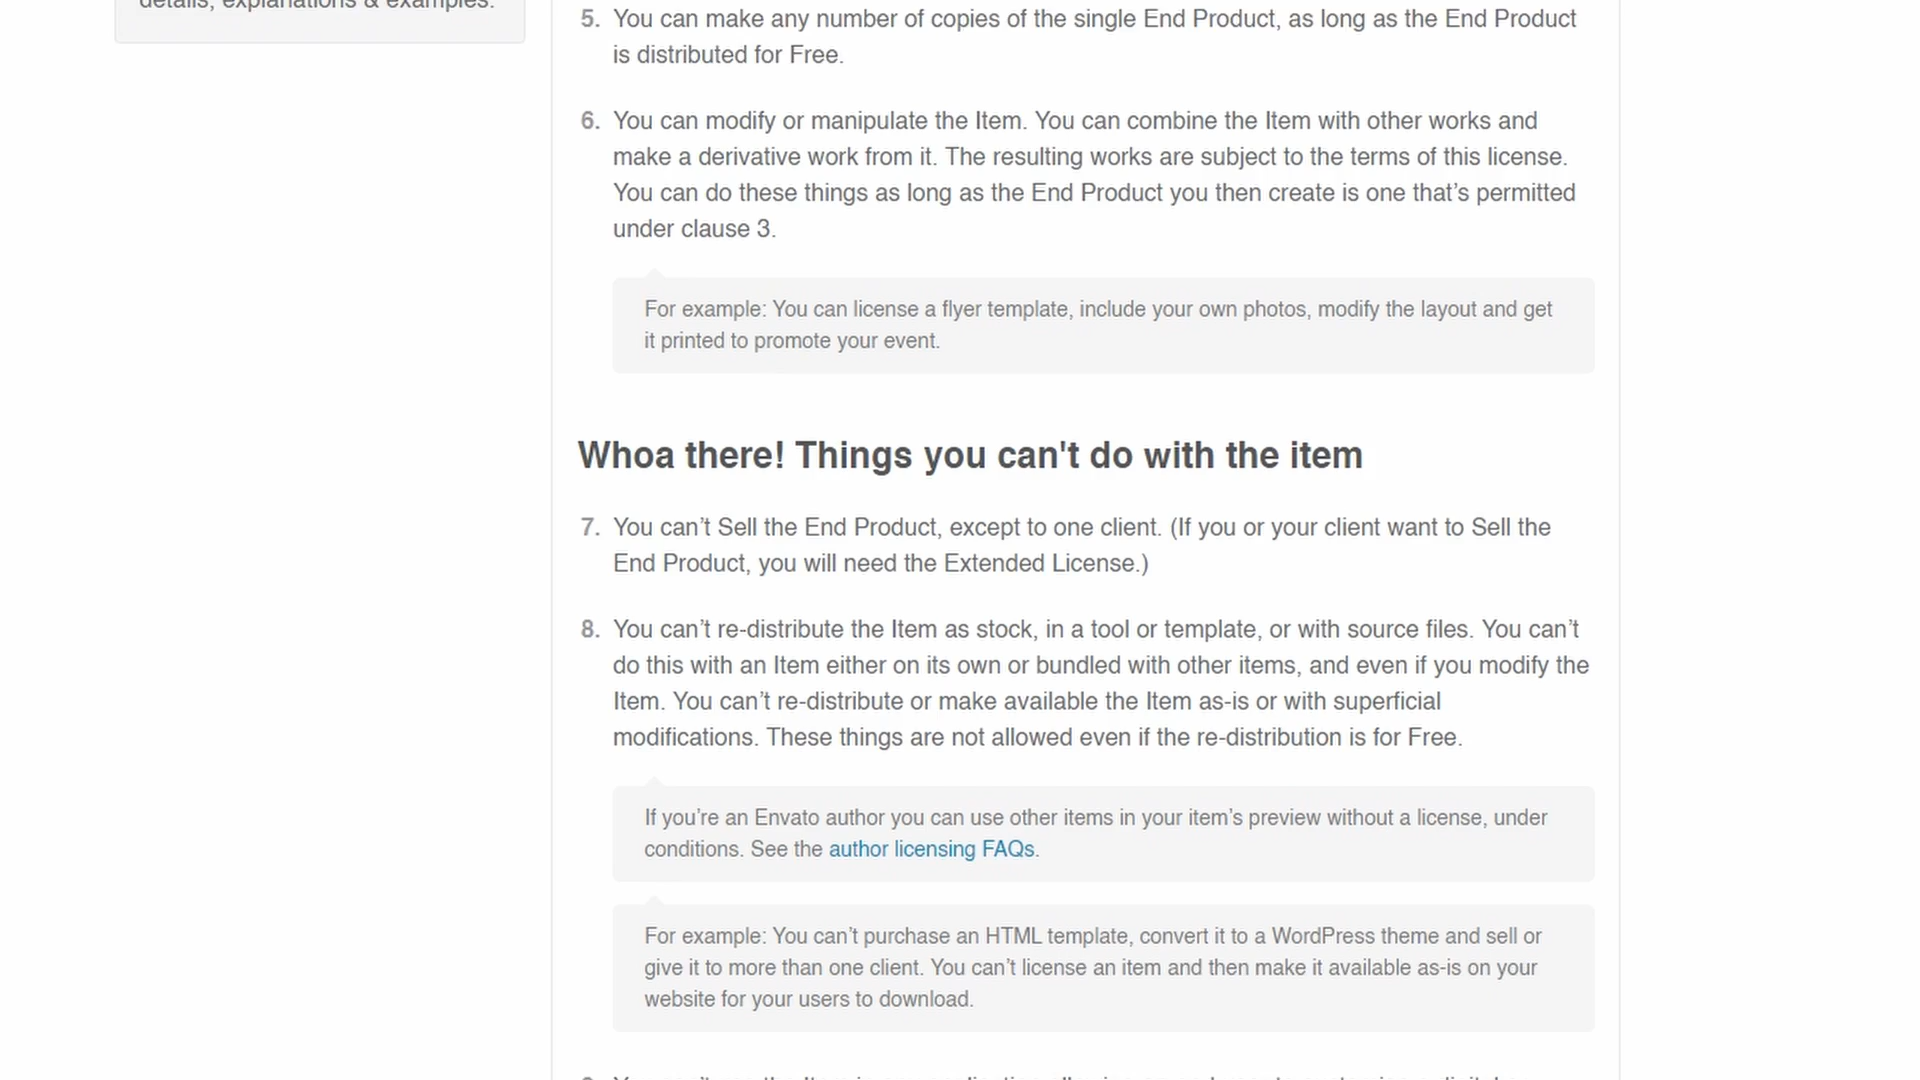 details, explanations & examples.
5. You can make any number of copies of the single End Product, as long as the End Product
is distributed for Free.
6. You can modify or manipulate the Item. You can combine the Item with other works and
make a derivative work from it. The resulting works are subject to the terms of this license.
You can do these things as long as the End Product you then create is one that’s permitted
under clause 3.
For example: You can license a flyer template, include your own photos, modify the layout and get
it printed to promote your event.
Whoa there! Things you can't do with the item
7. You can’t Sell the End Product, except to one client. (If you or your client want to Sell the
End Product, you will need the Extended License.)
8. You can’t re-distribute the Item as stock, in a tool or template, or with source files. You can’t
do this with an Item either on its own or bundled with other items, and even if you modify the
Item. You can’t re-distribute or make available the Item as-is or with superficial
modifications. These things are not allowed even if the re-distribution is for Free.
If you’re an Envato author you can use other items in your item’s preview without a license, under
conditions. See the author licensing FAQs.
For example: You can’t purchase an HTML template, convert it to a WordPress theme and sell or
give it to more than one client. You can’t license an item and then make it available as-is on your
website for your users to download.